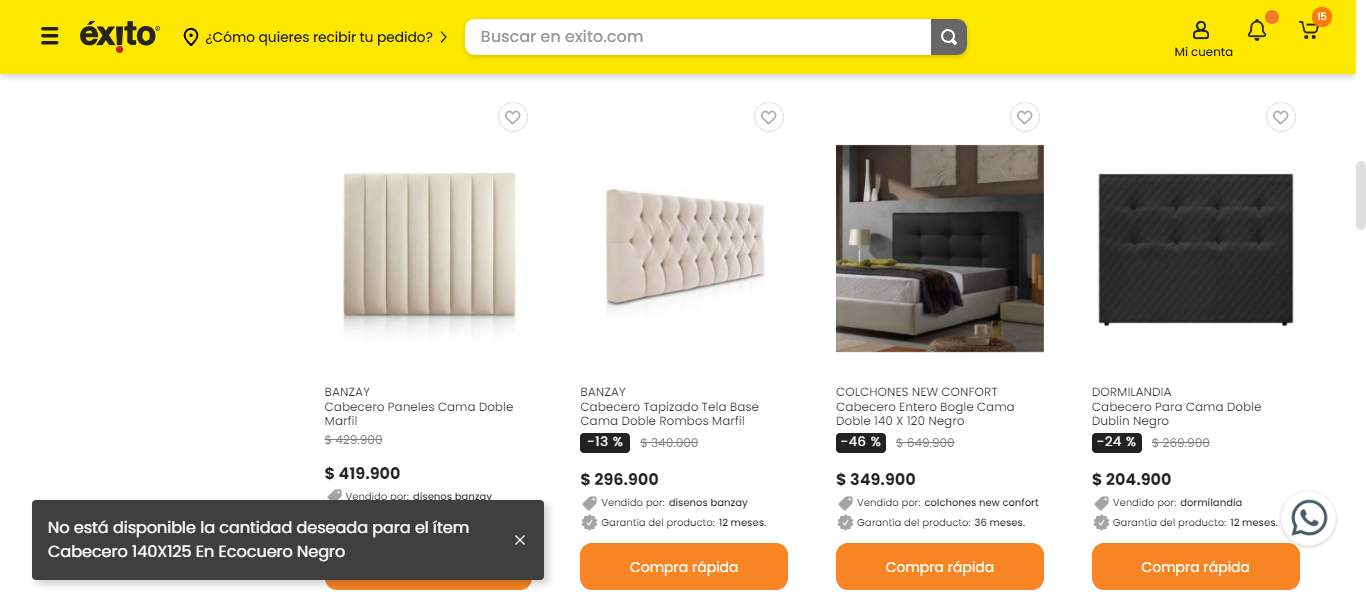 éxito
¿Cómo quieres recibir tu pedido?
Buscar en exito.com
Mi cuenta
15
BANZAY
Cabecero Paneles Cama Doble
Marfil
$ 429.900
$ 419.900
Vendido por: disenos banzay
BANZAY
Cabecero Tapizado Tela Base
Cama Doble Rombos Marfil
-13 % $ 340.000
$ 296.900
Vendido por: disenos banzay
Garantía del producto: 12 meses.
Compra rápida
COLCHONES NEW CONFORT
Cabecero Entero Bogle Cama
Doble 140 X 120 Negro
-46 % $ 649.900
$ 349.900
Vendido por: colchones new confort
Garantía del producto: 36 meses.
Compra rápida
DORMILANDIA
Cabecero Para Cama Doble
Dublin Negro
-24 % $ 269.900
$ 204.900
Vendido por: dormilandia
Garantía del producto: 12 meses.
Compra rápida
No está disponible la cantidad deseada para el ítem
Cabecero 140X125 En Ecocuero Negro